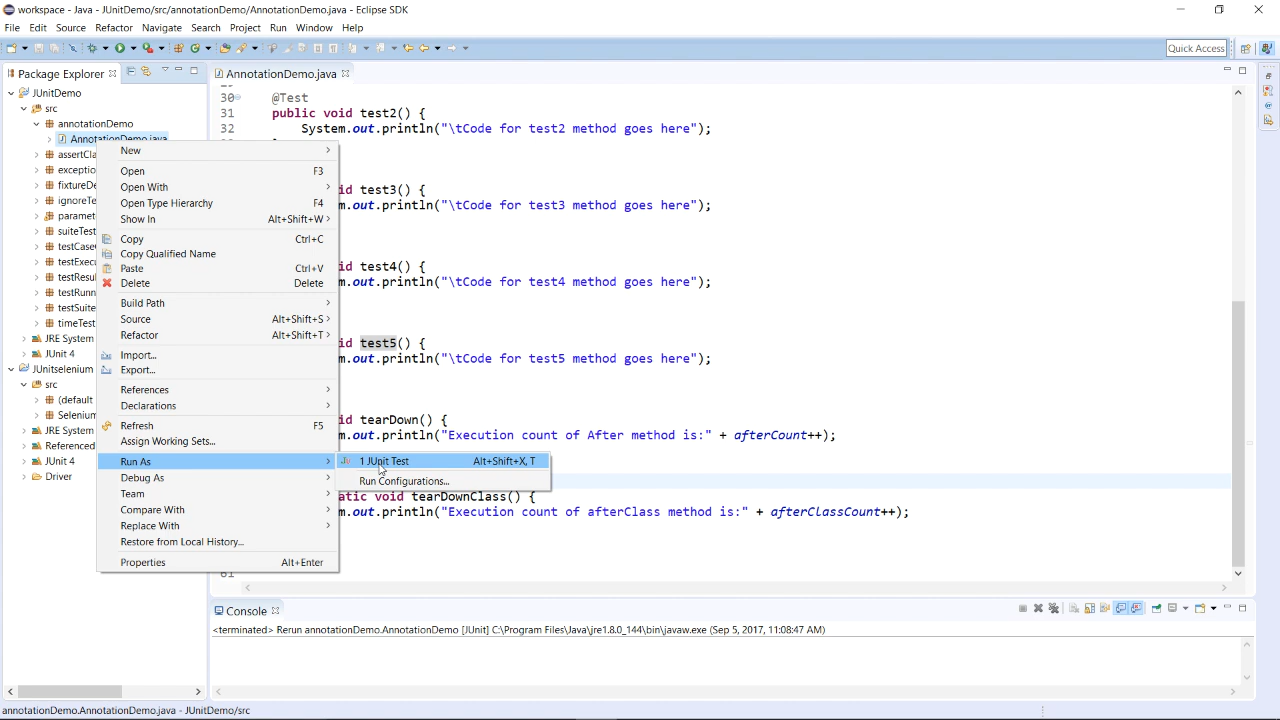 workspace - Java - JUnitDemo/src/annotationDemo/AnnotationDemo.java - Eclipse SDK
File Edit Source Refactor Navigate Search Project Run Window Help
Quick Access
Package Explorer
AnnotationDemo.java
JUnitDemo
src
annotationDemo
AnnotationDemo.java
assertCla
exceptio
fixtureDe
ignoreTe
paramet
suiteTest
testCase
testExecu
testResul
testRunn
testSuite
timeTest
JRE System
JUnit 4
JUnitselenium
src
(default
Selenium
JRE System
Referenced
JUnit 4
Driver
New
Open F3
Open With
Open Type Hierarchy F4
Show In Alt+Shift+W
Copy Ctrl+C
Copy Qualified Name
Paste Ctrl+V
Delete Delete
Build Path
Source Alt+Shift+S
Refactor Alt+Shift+T
Import...
Export...
References
Declarations
Refresh F5
Assign Working Sets...
Run As
Debug As
Team
Compare With
Replace With
Restore from Local History...
Properties Alt+Enter
1 JUnit Test Alt+Shift+X, T
Run Configurations...
30 @Test
31 public void test2() {
32 System.out.println("\tCode for test2 method goes here");
id test3() {
m.out.println("\tCode for test3 method goes here");
id test4() {
m.out.println("\tCode for test4 method goes here");
id test5() {
m.out.println("\tCode for test5 method goes here");
id tearDown() {
m.out.println("Execution count of After method is:" + afterCount++);
atic void tearDownClass() {
m.out.println("Execution count of afterClass method is:" + afterClassCount++);
61
Console
<terminated> Rerun annotationDemo.AnnotationDemo [JUnit] C:\Program Files\Java\jre1.8.0_144\bin\javaw.exe (Sep 5, 2017, 11:08:47 AM)
annotationDemo.AnnotationDemo.java - JUnitDemo/src